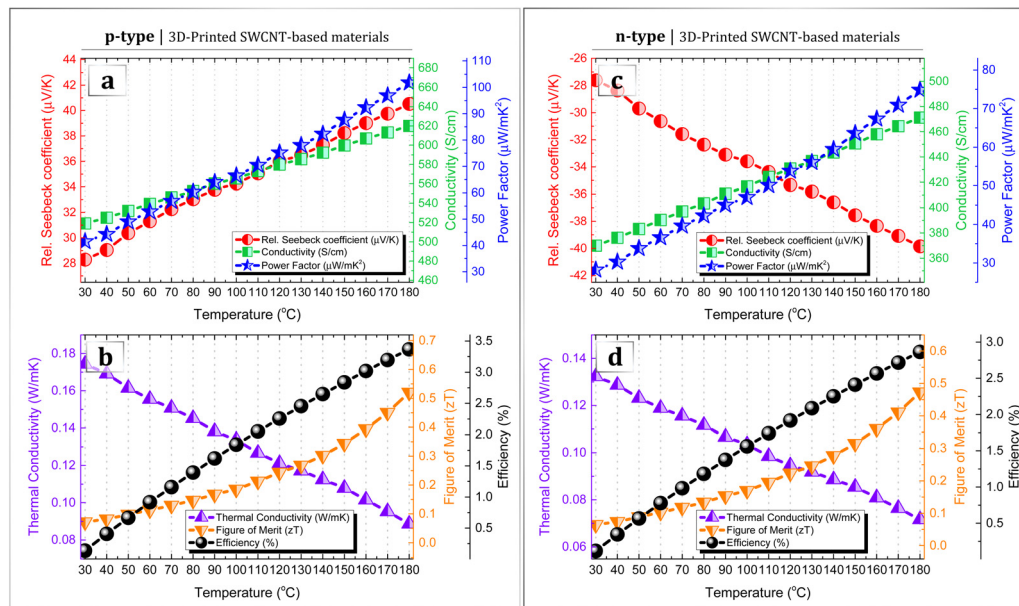 p-type | 3D-Printed SWCNT-based materials
a
Rel. Seebeck coefficient (μV/K)
44
42
40
38
36
34
32
30
28
680
660
640
620
600
580
560
540
520
500
480
460
Conductivity (S/cm)
100
90
80
70
60
50
40
30
Power Factor (μW/mK²)
Rel. Seebeck coefficient (μV/K)
Conductivity (S/cm)
Power Factor (μW/mK²)
30 40 50 60 70 80 90 100 110 120 130 140 150 160 170 180
Temperature (°C)
b
Thermal Conductivity (W/mK)
0.18
0.16
0.14
0.12
0.10
0.08
0.7
0.6
0.5
0.4
0.3
0.2
0.1
0.0
Figure of Merit (zT)
3.5
3.0
2.5
2.0
1.5
1.0
0.5
Efficiency (%)
Thermal Conductivity (W/mK)
Figure of Merit (zT)
Efficiency (%)
30 40 50 60 70 80 90 100 110 120 130 140 150 160 170 180
Temperature (°C)
n-type | 3D-Printed SWCNT-based materials
c
Rel. Seebeck coefficient (μV/K)
-26
-28
-30
-32
-34
-36
-38
-40
-42
500
480
460
440
420
400
380
360
Conductivity (S/cm)
80
70
60
50
40
30
Power Factor (μW/mK²)
Rel. Seebeck coefficient (μV/K)
Conductivity (S/cm)
Power Factor (μW/mK²)
30 40 50 60 70 80 90 100 110 120 130 140 150 160 170 180
Temperature (°C)
d
Thermal Conductivity (W/mK)
0.14
0.12
0.10
0.08
0.06
0.6
0.5
0.4
0.3
0.2
0.1
0.0
Figure of Merit (zT)
3.0
2.5
2.0
1.5
1.0
0.5
Efficiency (%)
Thermal Conductivity (W/mK)
Figure of Merit (zT)
Efficiency (%)
30 40 50 60 70 80 90 100 110 120 130 140 150 160 170 180
Temperature (°C)